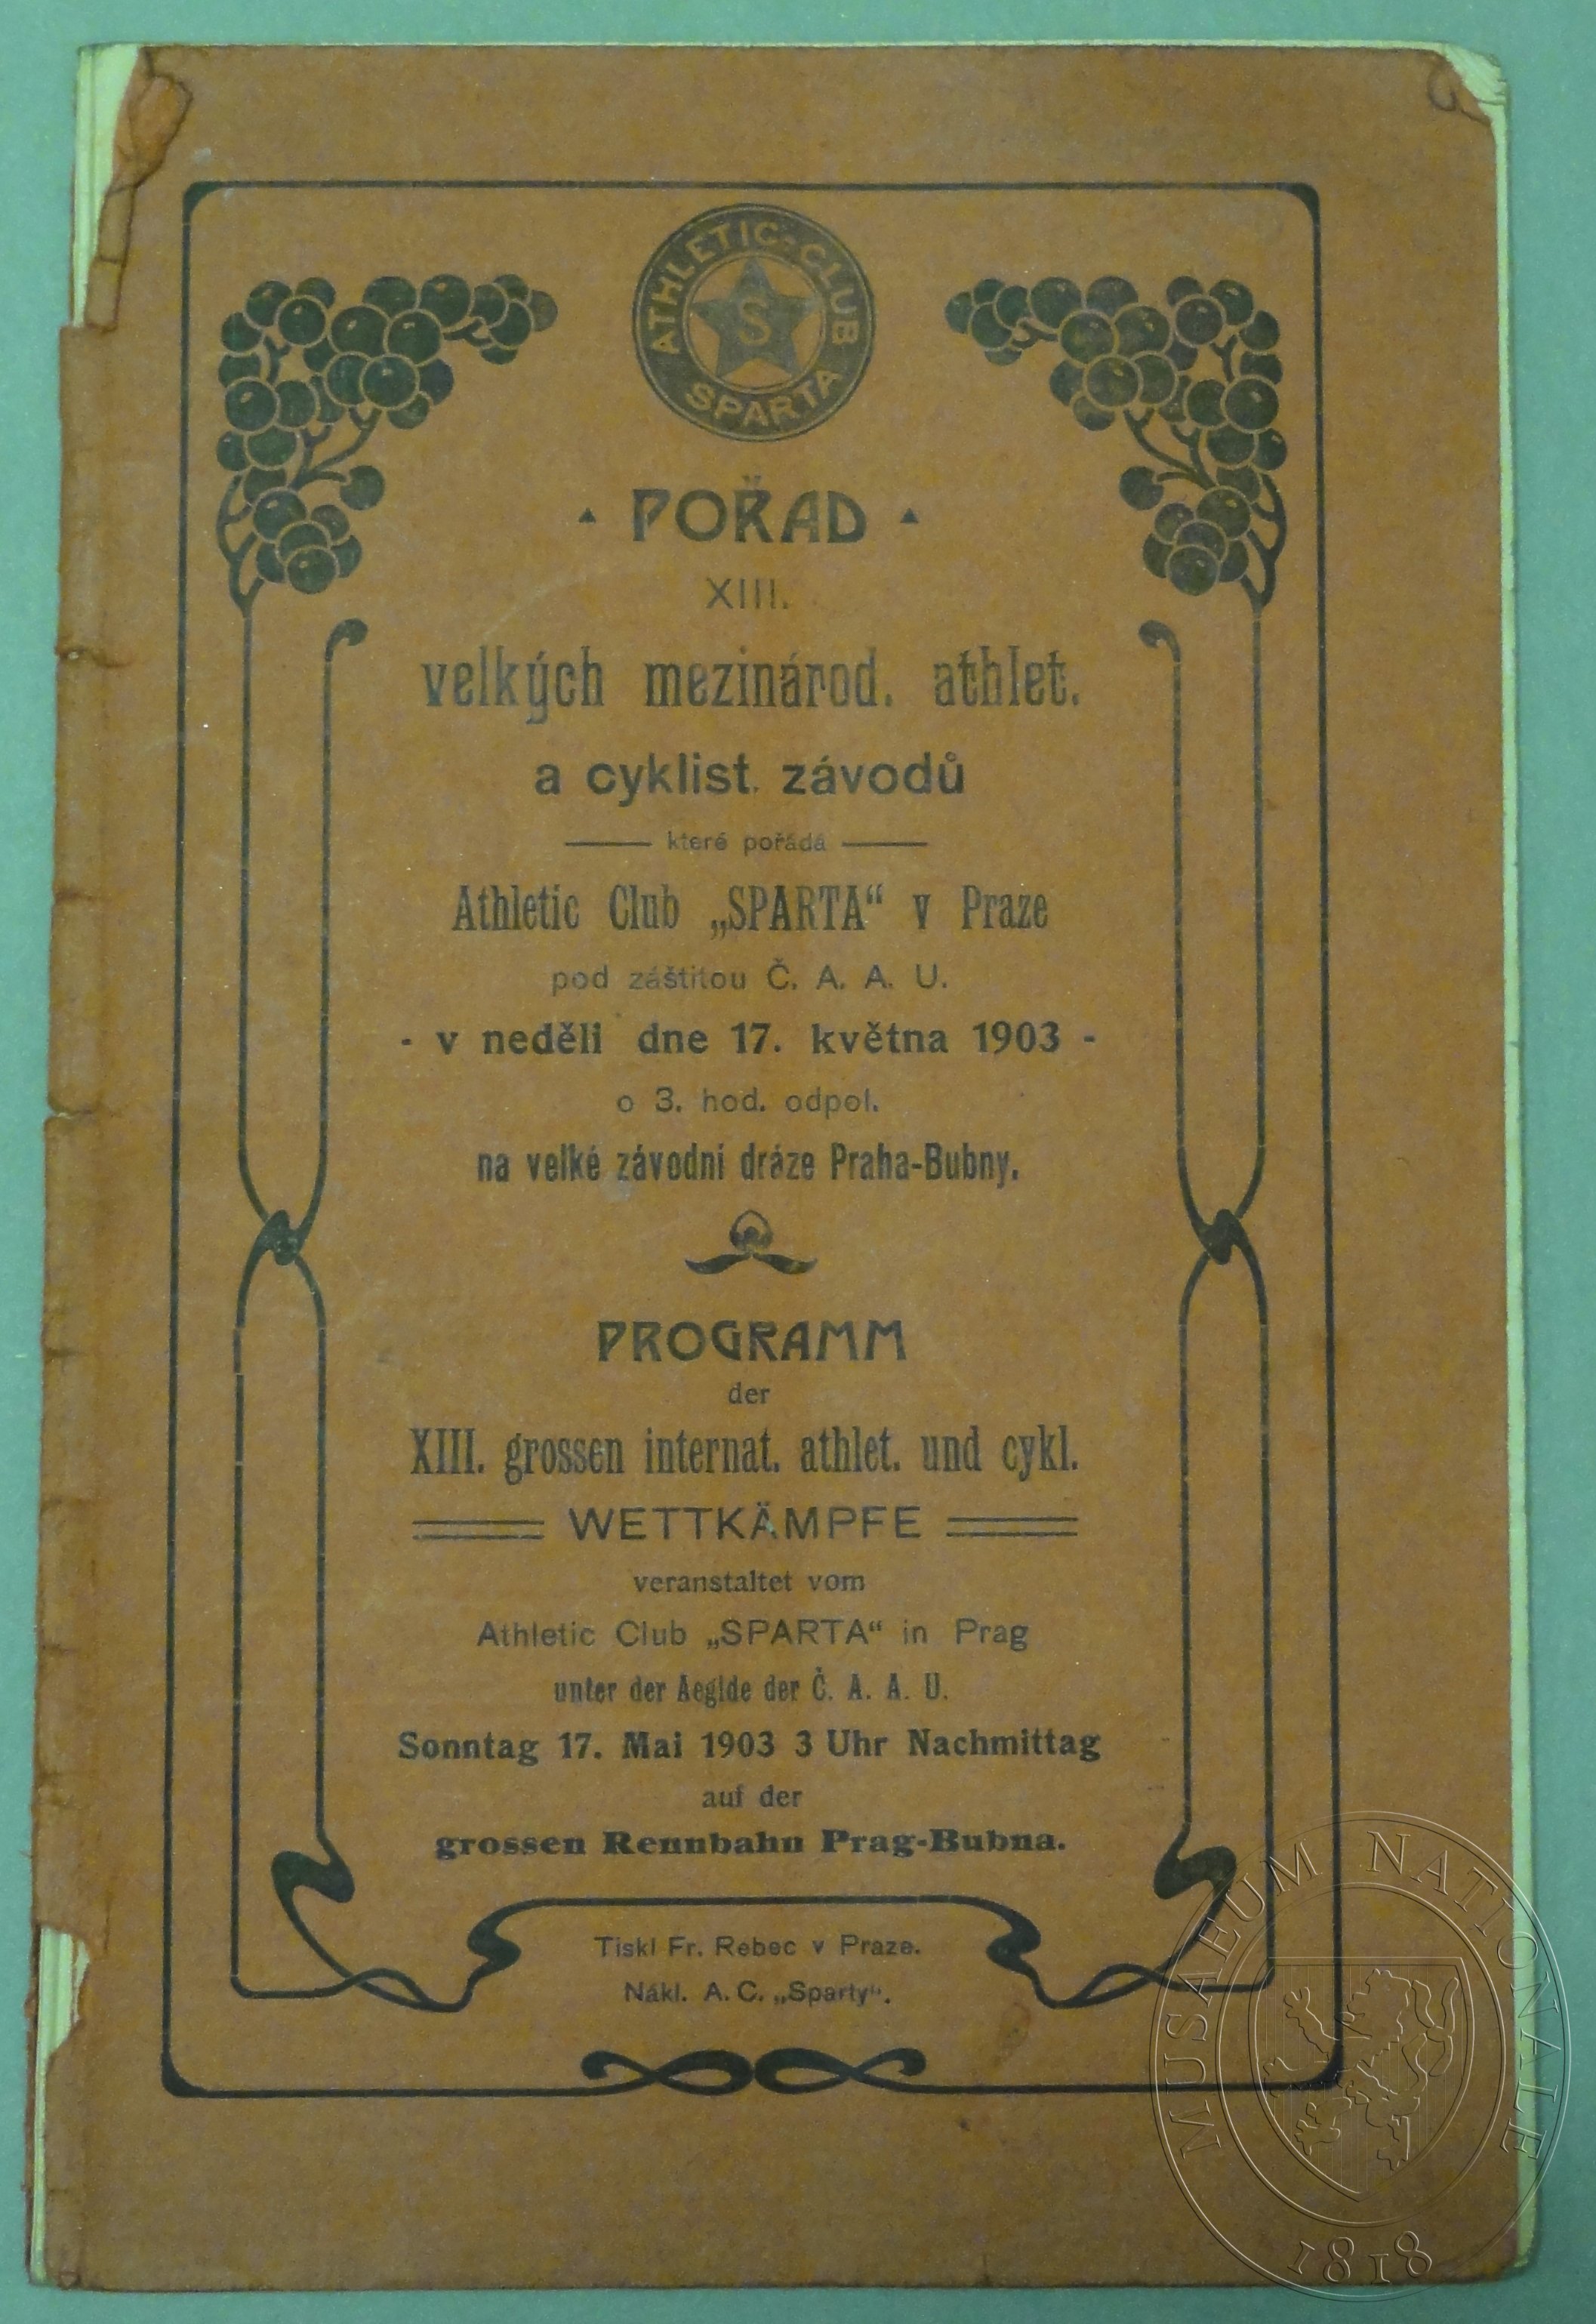 ATHLETIC-CLUB SPARTA
S
POŘAD
XIII.
velkých mezinárod. athlet.
a cyklist. závodů
které pořádá
Athletic Club „SPARTA“ v Praze
pod záštitou Č. A. A. U.
- v neděli dne 17. května 1903 -
o 3. hod. odpol.
na velké závodní dráze Praha-Bubny.
PROGRAMM
der
XIII. grossen internat. athlet. und cykl.
WETTKÄMPFE
veranstaltet vom
Athletic Club „SPARTA“ in Prag
unter der Aegide der Č. A. A. U.
Sonntag 17. Mai 1903 3 Uhr Nachmittag
auf der
grossen Rennbahn Prag-Bubna.
Tiskl Fr. Rebec v Praze.
Nákl. A. C. „Sparty“.
MUSAEUM NATIONALE
1818